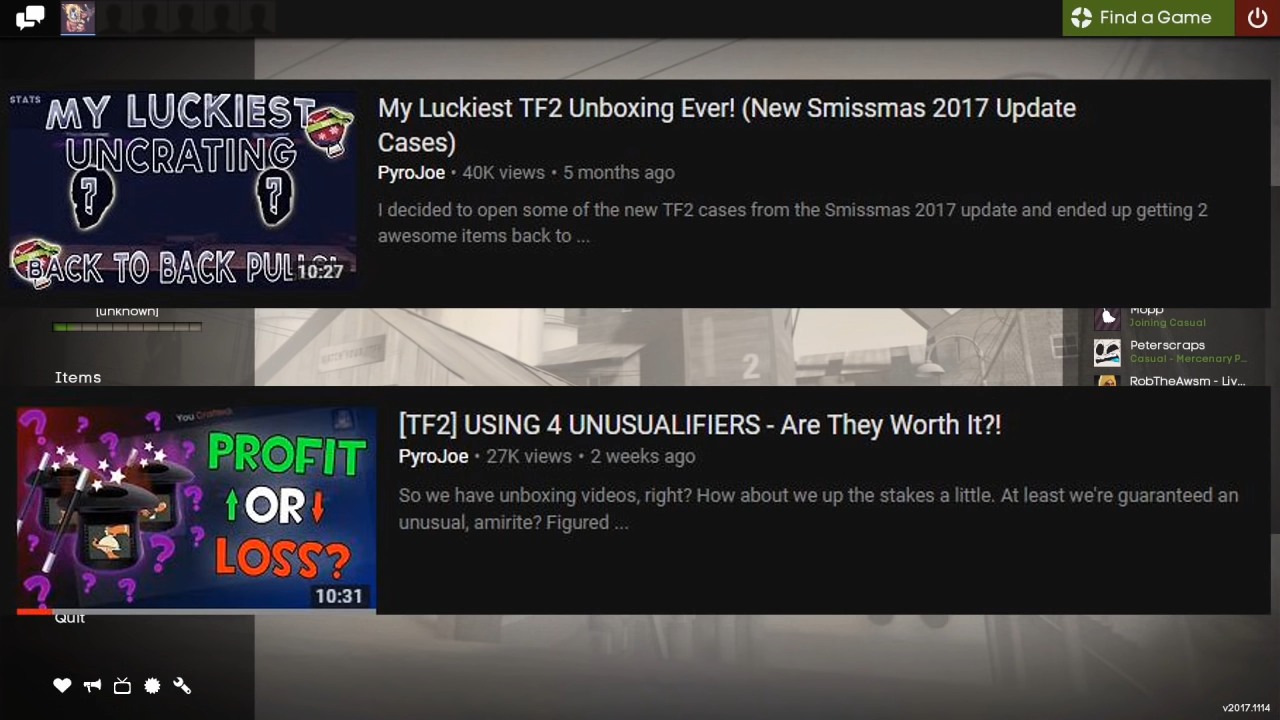 Find a Game
STATS
MY LUCKIEST
UNCRATING
? ?
BACK TO BACK PULLS!
10:27
My Luckiest TF2 Unboxing Ever! (New Smissmas 2017 Update
Cases)
PyroJoe • 40K views • 5 months ago
I decided to open some of the new TF2 cases from the Smissmas 2017 update and ended up getting 2
awesome items back to ...
[unknown]
Mopp
Joining Casual
2
Peterscraps
Casual - Mercenary P...
Items
RobTheAwsm - Liv...
You Crafted:
PROFIT
OR
LOSS?
10:31
[TF2] USING 4 UNUSUALIFIERS - Are They Worth It?!
PyroJoe • 27K views • 2 weeks ago
So we have unboxing videos, right? How about we up the stakes a little. At least we're guaranteed an
unusual, amirite? Figured ...
Quit
v2017.1114